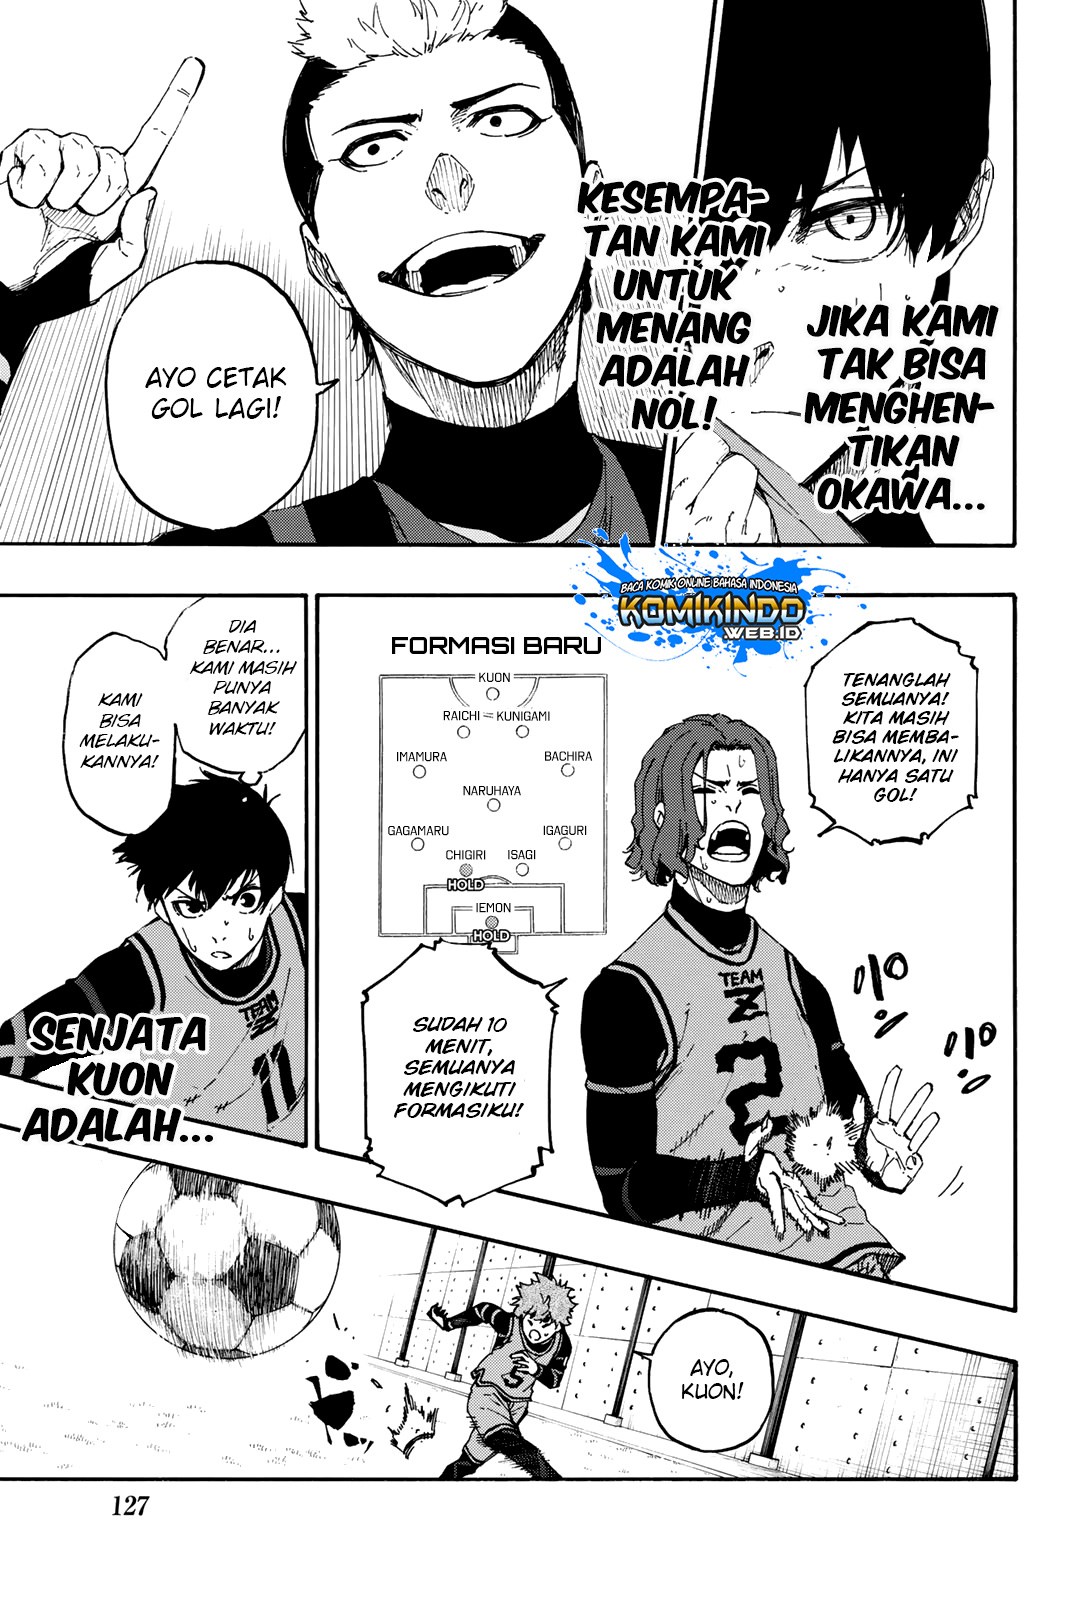 JIKA KAMI
TAK BISA
MENGHEN-
TIKAN
OKAWA...
KESEMPA-
TAN KAMI
UNTUK
MENANG
ADALAH
NOL!
AYO CETAK
GOL LAGI!
BACA KOMIK ONLINE BAHASA INDONESIA
KOMIKINDO
.WEB.ID
TENANGLAH
SEMUANYA!
KITA MASIH
BISA MEMBA-
LIKANNYA, INI
HANYA SATU
GOL!
FORMASI BARU
KUON
RAICHI = KUNIGAMI
IMAMURA
BACHIRA
NARUHAYA
GAGAMARU
IGAGURI
CHIGIRI
ISAGI
HOLD
IEMON
HOLD
TEAM
Z
2
SUDAH 10
MENIT,
SEMUANYA
MENGIKUTI
FORMASIKU!
DIA
BENAR...
KAMI MASIH
PUNYA
BANYAK
WAKTU!
KAMI
BISA
MELAKU-
KANNYA!
TEAM
Z
11
SENJATA
KUON
ADALAH...
AYO,
KUON!
5
127